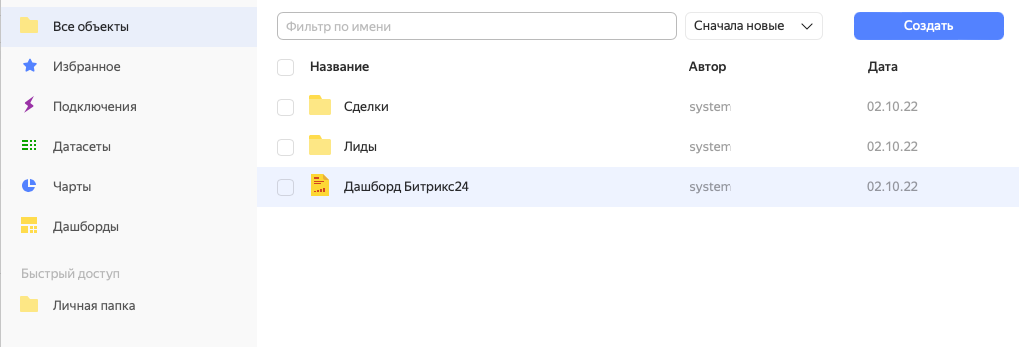 Все объекты
Избранное
Подключения
Датасеты
Чарты
Дашборды
Быстрый доступ
Личная папка
Фильтр по имени
Сначала новые
Создать
Название Автор Дата
Сделки system 02.10.22
Лиды system 02.10.22
Дашборд Битрикс24 system 02.10.22